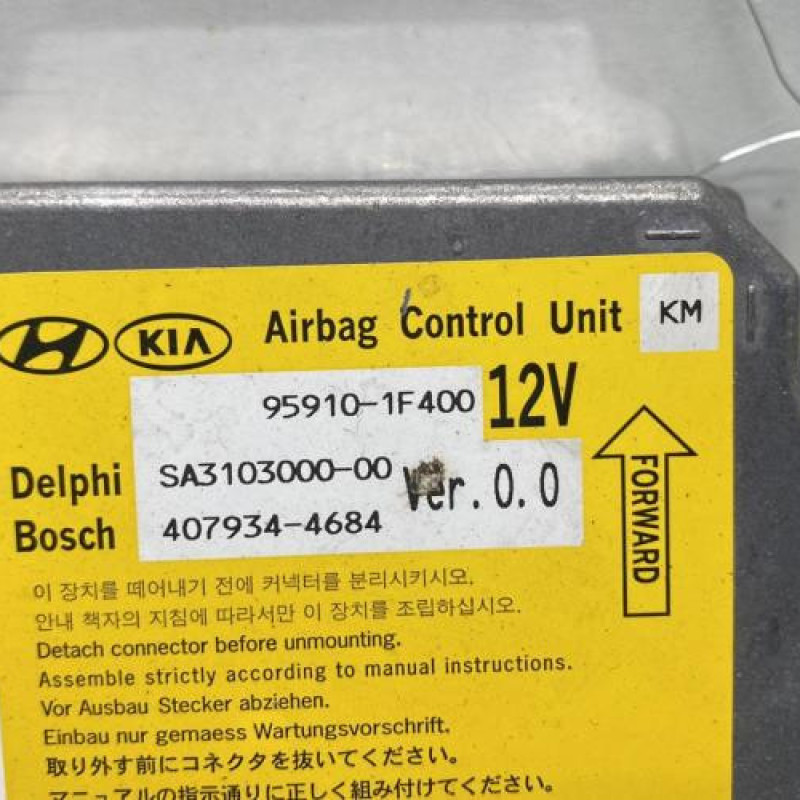 KIA Airbag Control Unit KM
95910-1F400 12V
Delphi SA3103000-00 Ver.0.0
Bosch 407934-4684
FORWARD
이 장치를 떼어내기 전에 커넥터를 분리시키시오.
안내 책자의 지침에 따라서만 이 장치를 조립하십시오.
Detach connector before unmounting.
Assemble strictly according to manual instructions.
Vor Ausbau Stecker abziehen.
Einbau nur gemaess Wartungsvorschrift.
取り外す前にコネクタを抜いてください。
マニュアルの指示通りに正しく組み付けてください。